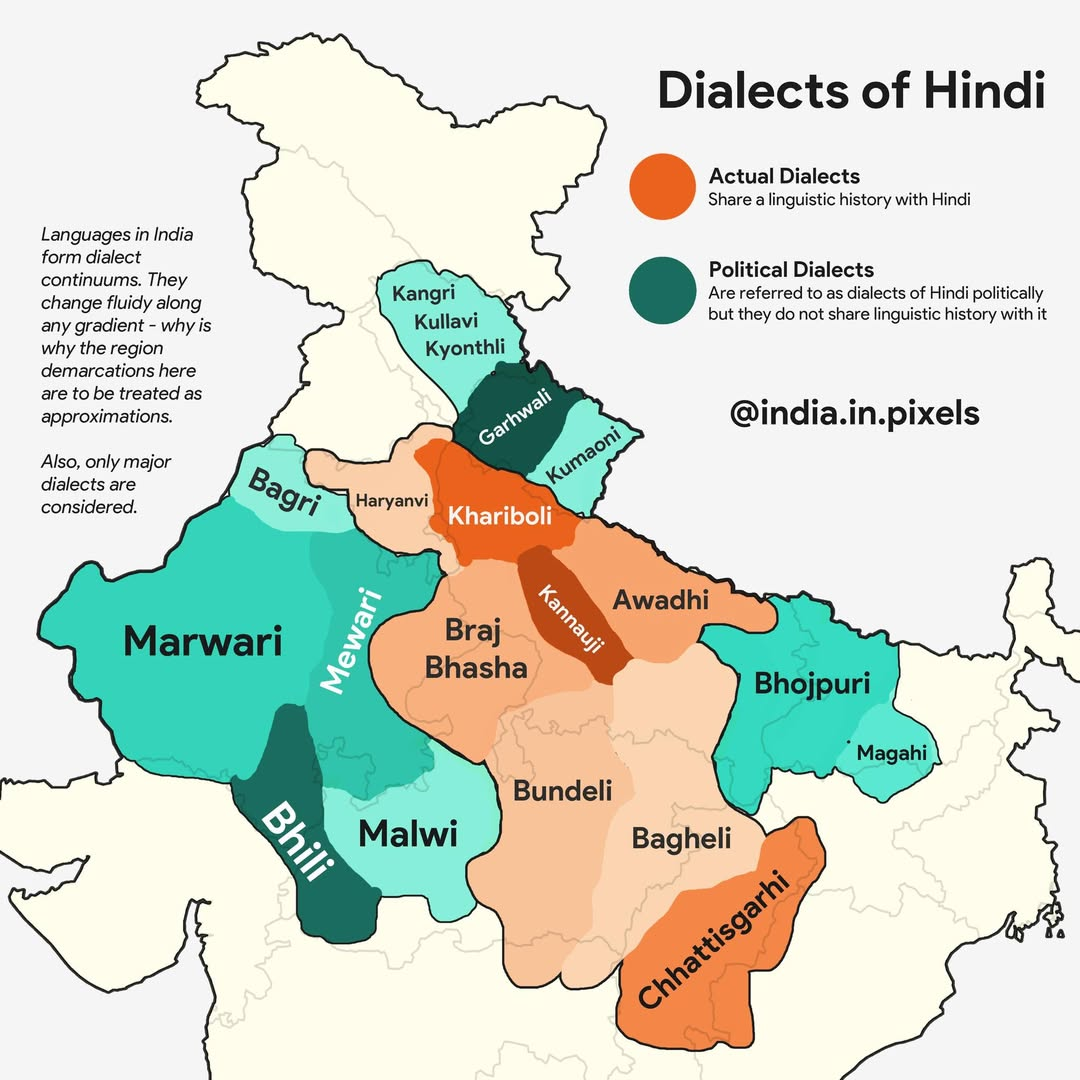 Dialects of Hindi
Actual Dialects
Share a linguistic history with Hindi
Political Dialects
Are referred to as dialects of Hindi politically
but they do not share linguistic history with it
@india.in.pixels
Languages in India
form dialect
continuums. They
change fluidy along
any gradient - why is
why the region
demarcations here
are to be treated as
approximations.
Also, only major
dialects are
considered.
Kangri
Kullavi
Kyonthli
Garhwali
Kumaoni
Bagri
Haryanvi
Khariboli
Marwari
Mewari
Braj
Bhasha
Kannauji
Awadhi
Bhojpuri
Magahi
Bhili
Malwi
Bundeli
Bagheli
Chhattisgarhi